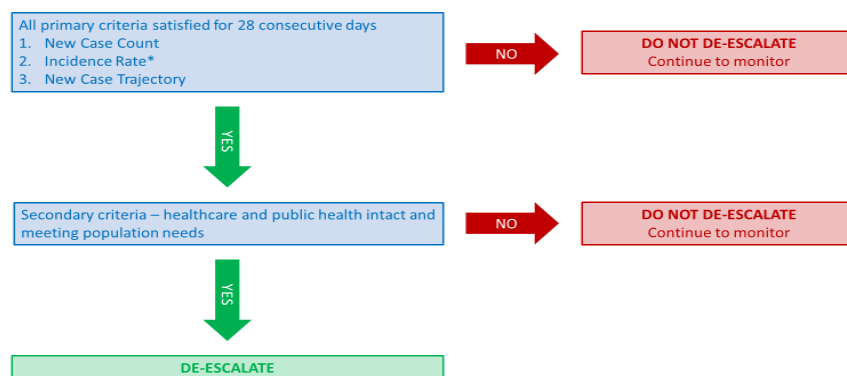 All primary criteria satisfied for 28 consecutive days
1. New Case Count
2. Incidence Rate*
3. New Case Trajectory
NO
DO NOT DE-ESCALATE
Continue to monitor
YES
Secondary criteria – healthcare and public health intact and
meeting population needs
NO
DO NOT DE-ESCALATE
Continue to monitor
YES
DE-ESCALATE